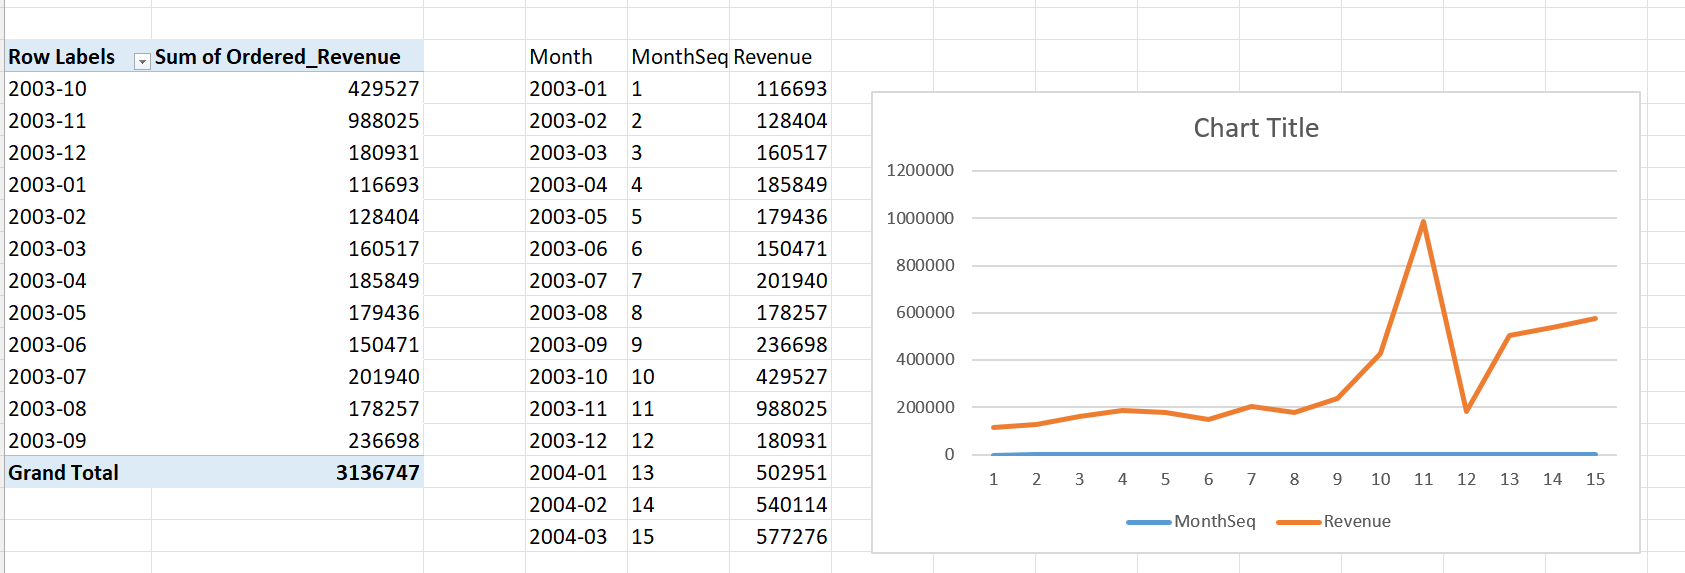 Row Labels Sum of Ordered_Revenue
2003-10 429527
2003-11 988025
2003-12 180931
2003-01 116693
2003-02 128404
2003-03 160517
2003-04 185849
2003-05 179436
2003-06 150471
2003-07 201940
2003-08 178257
2003-09 236698
Grand Total 3136747
Month MonthSeq Revenue
2003-01 1 116693
2003-02 2 128404
2003-03 3 160517
2003-04 4 185849
2003-05 5 179436
2003-06 6 150471
2003-07 7 201940
2003-08 8 178257
2003-09 9 236698
2003-10 10 429527
2003-11 11 988025
2003-12 12 180931
2004-01 13 502951
2004-02 14 540114
2004-03 15 577276
Chart Title
1200000
1000000
800000
600000
400000
200000
0
1 2 3 4 5 6 7 8 9 10 11 12 13 14 15
MonthSeq Revenue